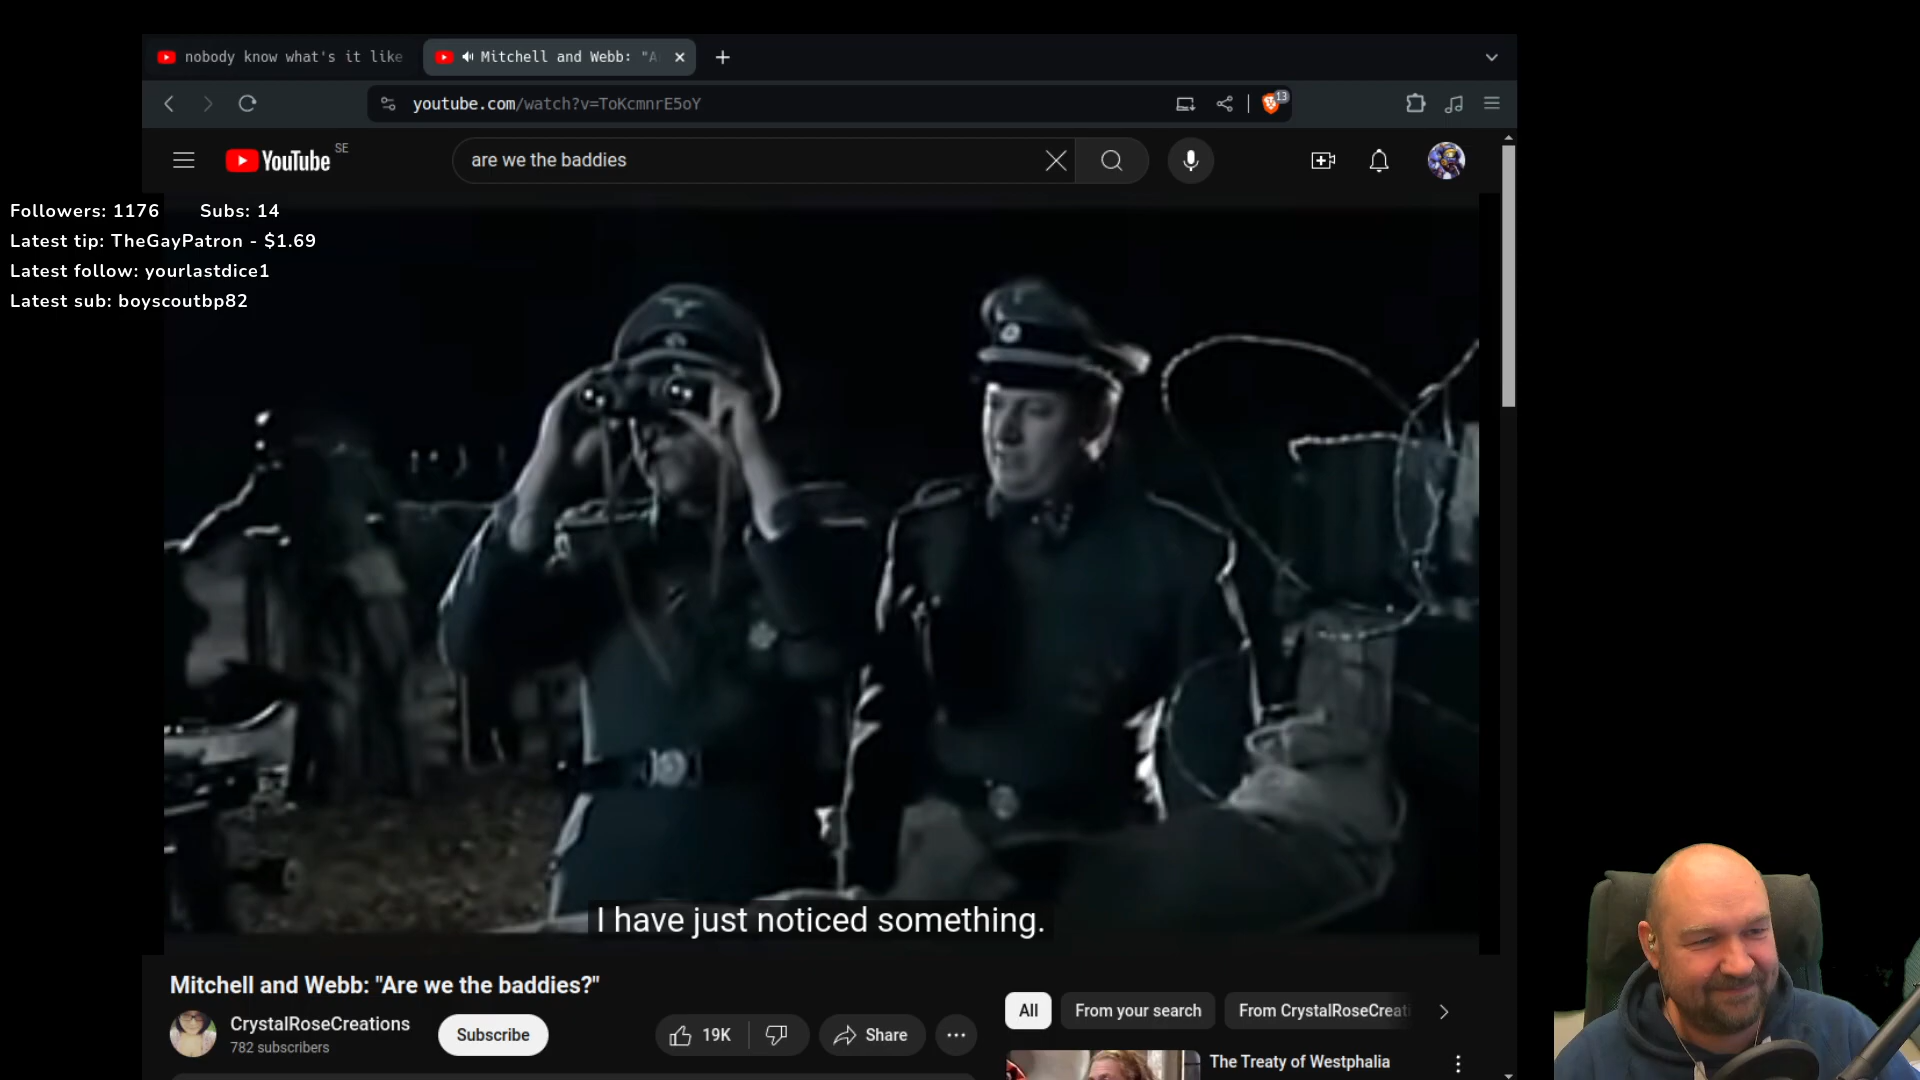 nobody know what's it like
Mitchell and Webb: "A
youtube.com/watch?v=ToKcmnrE5oY
13
YouTube SE
are we the baddies
Followers: 1176 Subs: 14
Latest tip: TheGayPatron - $1.69
Latest follow: yourlastdice1
Latest sub: boyscoutbp82
I have just noticed something.
Mitchell and Webb: "Are we the baddies?"
CrystalRoseCreations
782 subscribers
Subscribe
19K
Share
All
From your search
From CrystalRoseCreati
The Treaty of Westphalia